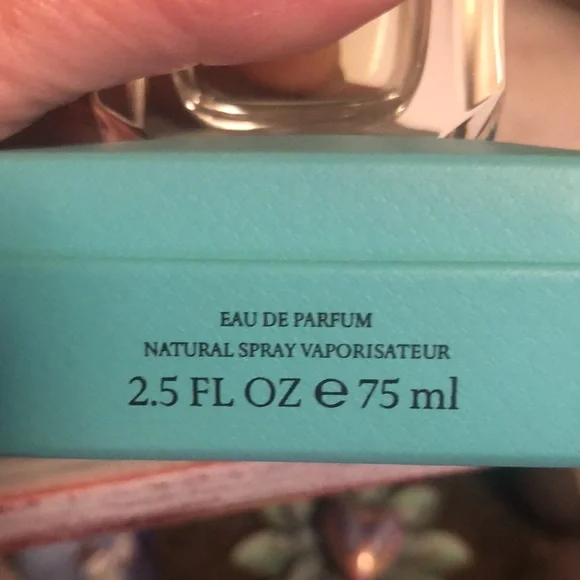 EAU DE PARFUM
NATURAL SPRAY VAPORISATEUR
2.5 FL OZ ℮ 75 ml